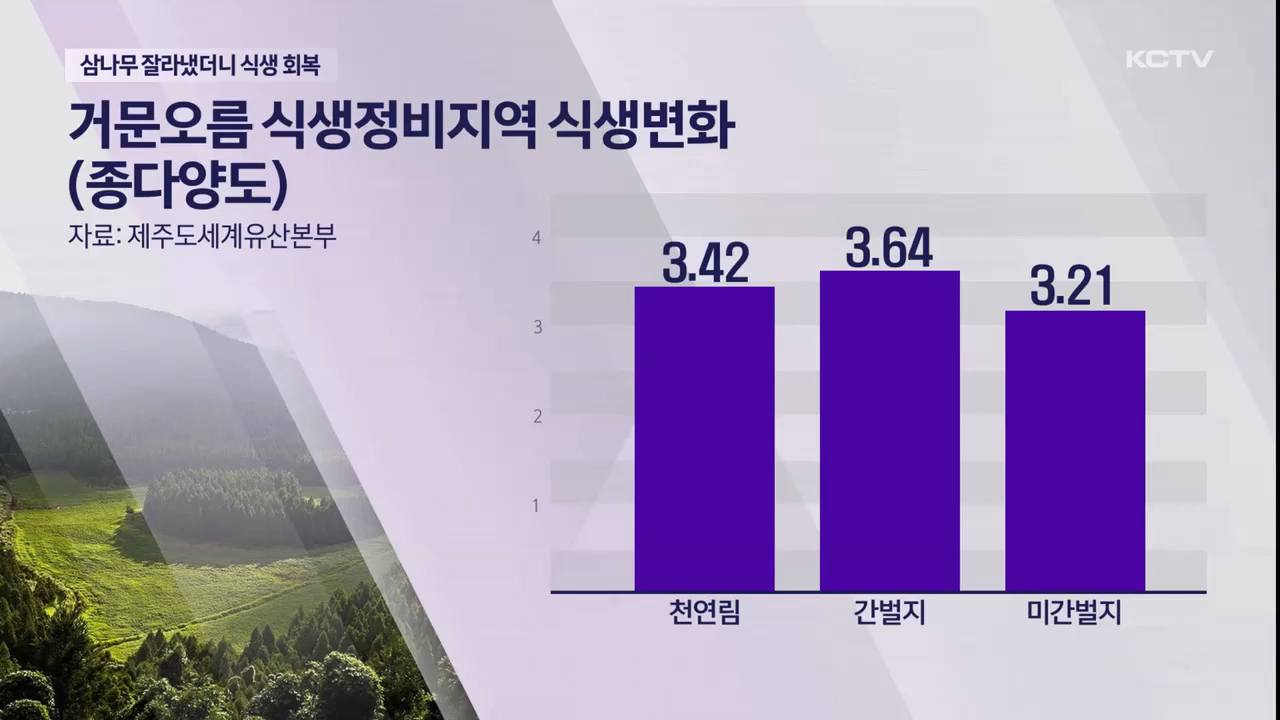 삼나무 잘라냈더니 식생 회복
KCTV
거문오름 식생정비지역 식생변화
(종다양도)
자료: 제주도세계유산본부
4
3
2
1
3.42
3.64
3.21
천연림
간벌지
미간벌지